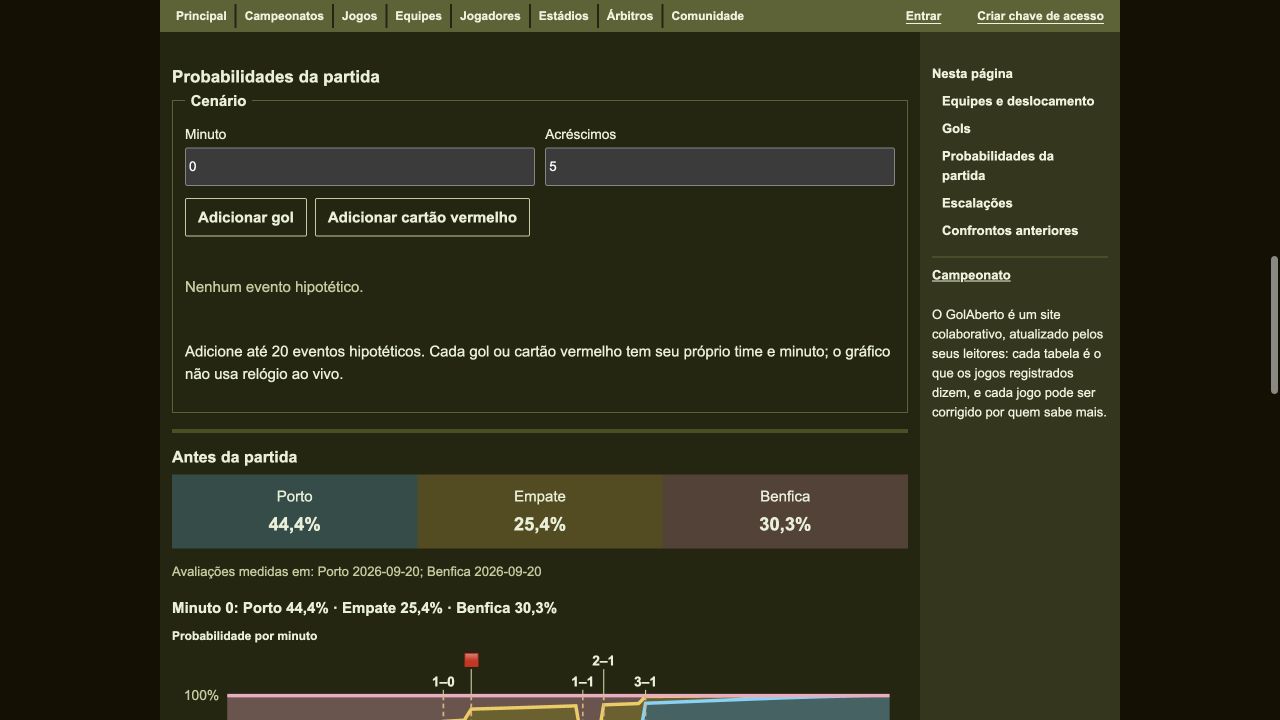 Principal Campeonatos Jogos Equipes Jogadores Estádios Árbitros Comunidade Entrar Criar chave de acesso
Probabilidades da partida
Cenário
Minuto Acréscimos
0 5
Adicionar gol Adicionar cartão vermelho
Nenhum evento hipotético.
Adicione até 20 eventos hipotéticos. Cada gol ou cartão vermelho tem seu próprio time e minuto; o gráfico
não usa relógio ao vivo.
Antes da partida
Porto Empate Benfica
44,4% 25,4% 30,3%
Avaliações medidas em: Porto 2026-09-20; Benfica 2026-09-20
Minuto 0: Porto 44,4% · Empate 25,4% · Benfica 30,3%
Probabilidade por minuto
2–1
1–0 1–1 3–1
100%
Nesta página
Equipes e deslocamento
Gols
Probabilidades da
partida
Escalações
Confrontos anteriores
Campeonato
O GolAberto é um site
colaborativo, atualizado pelos
seus leitores: cada tabela é o
que os jogos registrados
dizem, e cada jogo pode ser
corrigido por quem sabe mais.